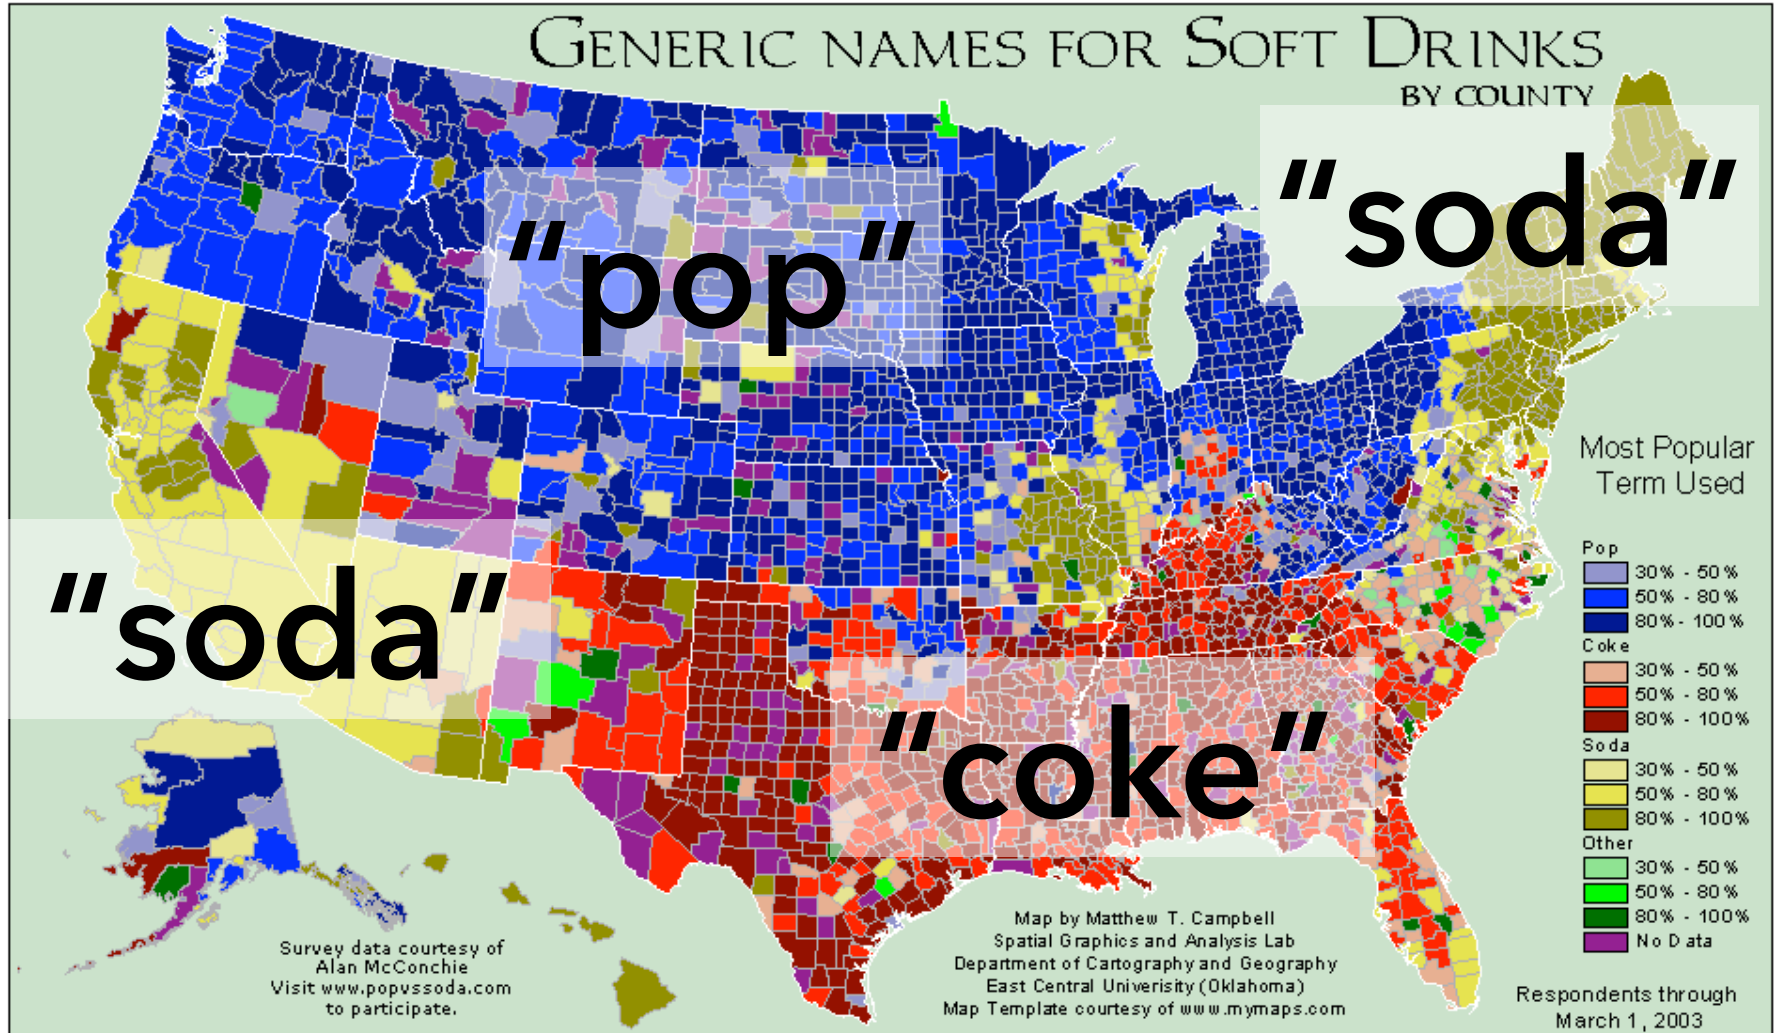 GENERIC NAMES FOR SOFT DRINKS
BY COUNTY
“soda”
“pop”
“soda”
“coke”
Most Popular
Term Used
Pop
30% - 50%
50% - 80%
80% - 100%
Coke
30% - 50%
50% - 80%
80% - 100%
Soda
30% - 50%
50% - 80%
80% - 100%
Other
30% - 50%
50% - 80%
80% - 100%
No Data
Survey data courtesy of
Alan McConchie
Visit www.popvssoda.com
to participate.
Map by Matthew T. Campbell
Spatial Graphics and Analysis Lab
Department of Cartography and Geography
East Central Univerisity (Oklahoma)
Map Template courtesy of www.mymaps.com
Respondents through
March 1, 2003